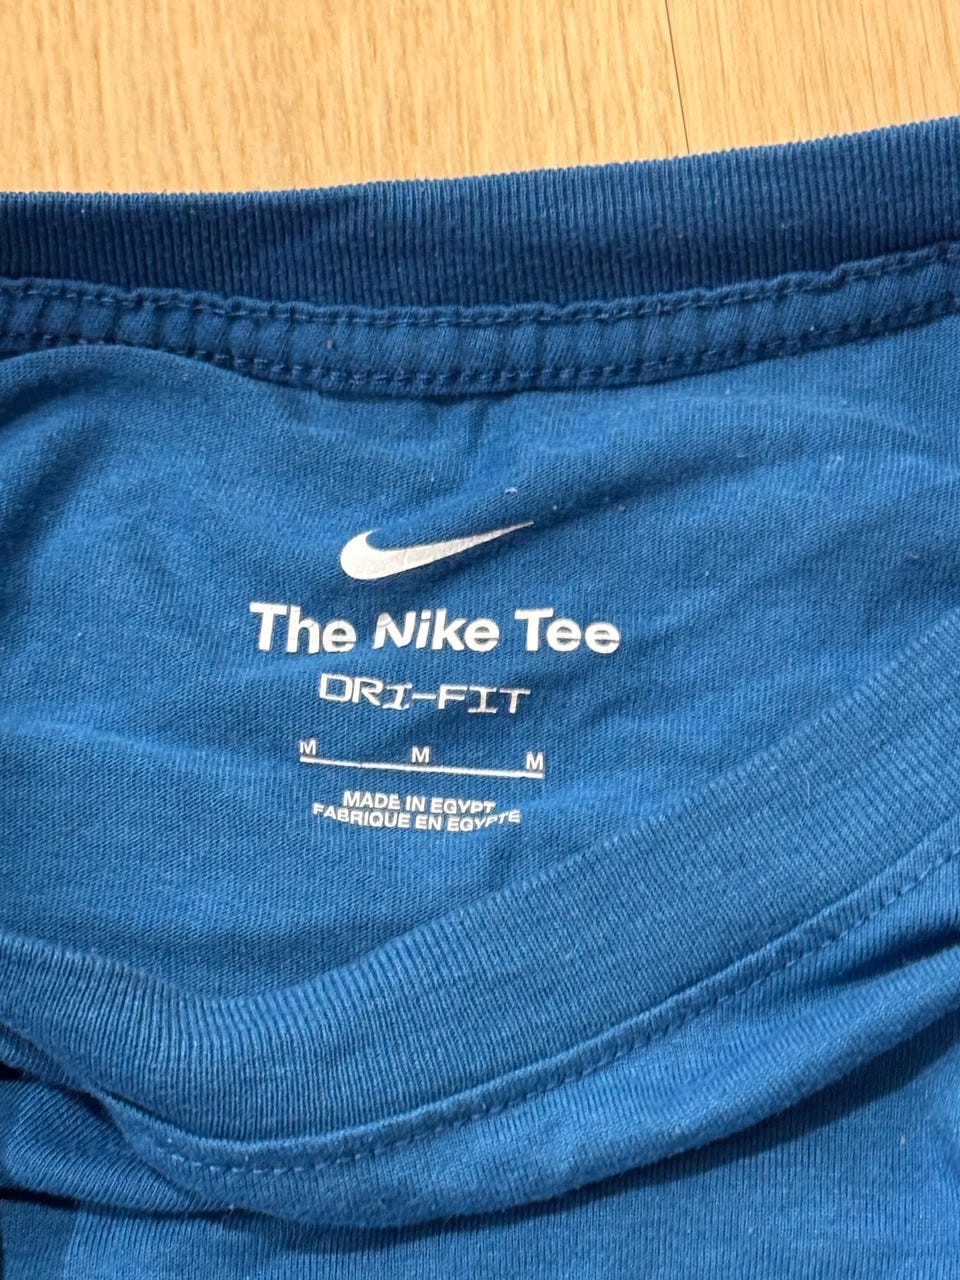 The Nike Tee
DRI-FIT
M M M
MADE IN EGYPT
FABRIQUE EN EGYPTE